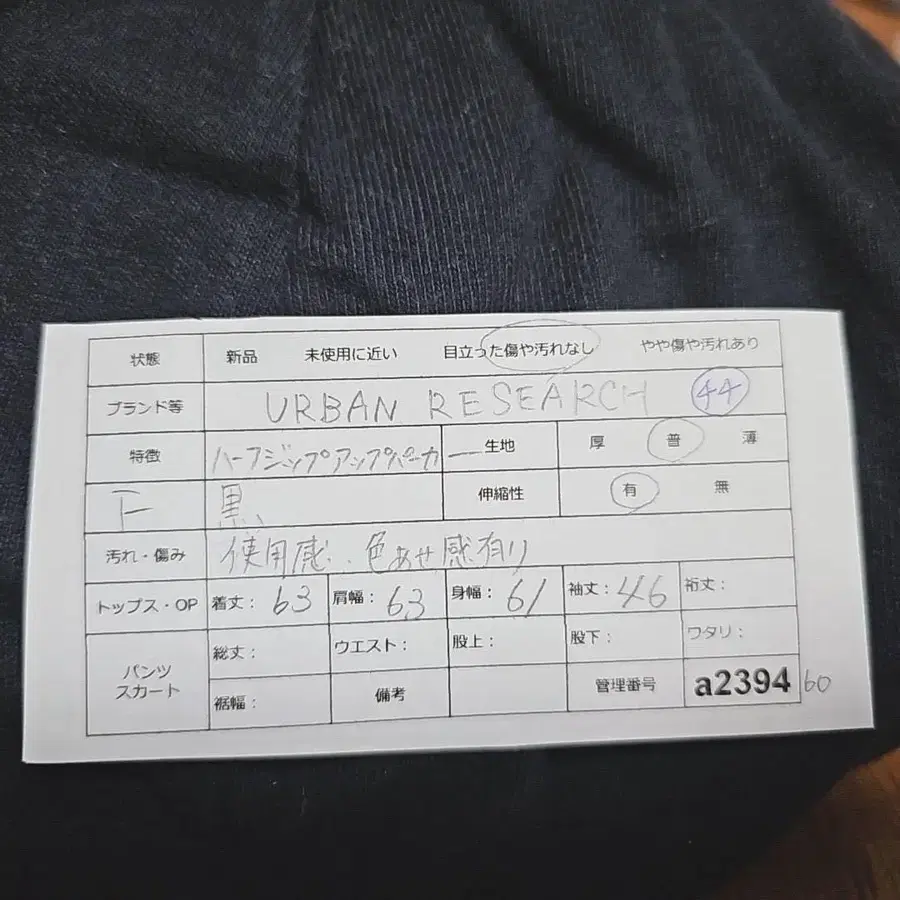 状態 新品 未使用に近い 目立った傷や汚れなし やや傷や汚れあり
ブランド等 URBAN RESEARCH 44
特徴 ハーフジップアップパーカー 生地 厚 普 薄
黒 伸縮性 有 無
汚れ・傷み 使用感、色あせ感有り
トップス・OP 着丈: 63 肩幅: 63 身幅: 61 袖丈: 46 裄丈:
パンツ スカート 総丈: ウエスト: 股上: 股下: ワタリ:
裾幅: 備考 管理番号 a2394 60